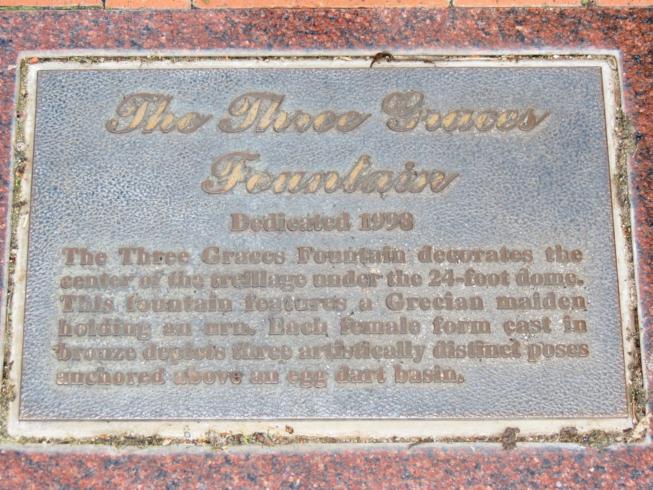 The Three Graces
Fountain
Dedicated 1998
The Three Graces Fountain decorates the
center of the treillage under the 24-foot dome.
This fountain features a Grecian maiden
holding an urn. Each female form cast in
bronze depicts three artistically distinct poses
anchored above an egg dart basin.